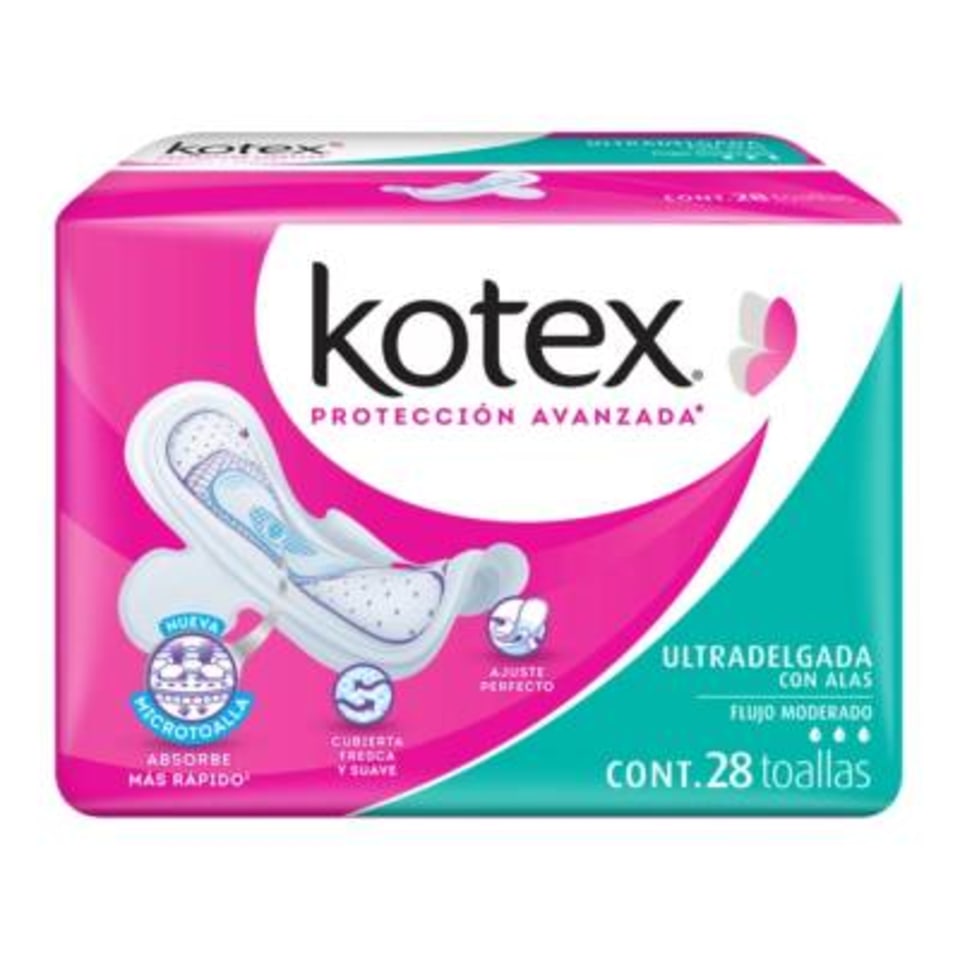 kotex
ULTRADELGADA
CONT.28 toallas
kotex®
PROTECCIÓN AVANZADA*
NUEVA
MICROTOALLA
ABSORBE
MÁS RÁPIDO¹
CUBIERTA
FRESCA
Y SUAVE
AJUSTE
PERFECTO
ULTRADELGADA
CON ALAS
FLUJO MODERADO
CONT.28 toallas